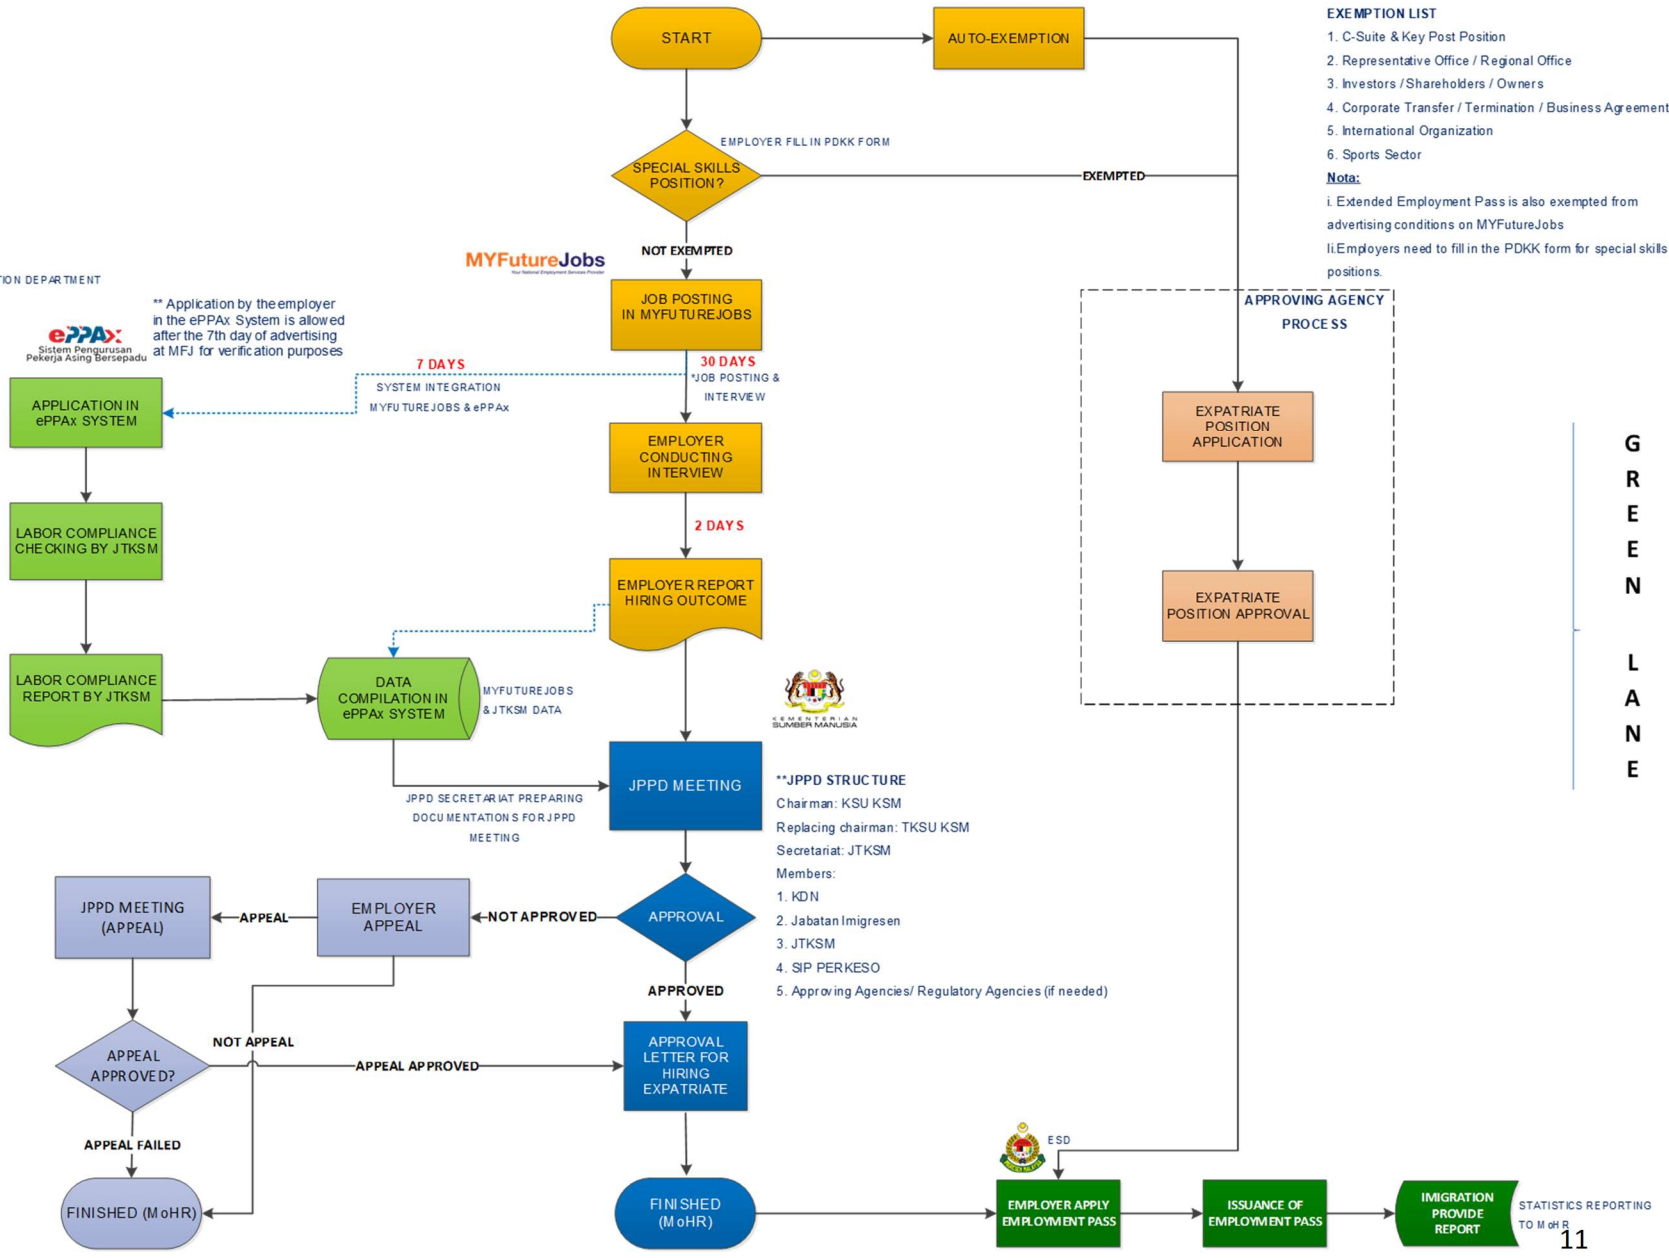 START
AUTO-EXEMPTION
EXEMPTION LIST
1. C-Suite & Key Post Position
2. Representative Office / Regional Office
3. Investors / Shareholders / Owners
4. Corporate Transfer / Termination / Business Agreement
5. International Organization
6. Sports Sector
Nota:
i. Extended Employment Pass is also exempted from
advertising conditions on MYFutureJobs
Ii.Employers need to fill in the PDKK form for special skills
positions.
EMPLOYER FILL IN PDKK FORM
SPECIAL SKILLS
POSITION?
EXEMPTED
NOT EXEMPTED
MYFutureJobs
Your National Employment Services Provider
TION DEPARTMENT
** Application by the employer
in the ePPAx System is allowed
after the 7th day of advertising
at MFJ for verification purposes
ePPAx
Sistem Pengurusan
Pekerja Asing Bersepadu
JOB POSTING
IN MYFUTUREJOBS
APPROVING AGENCY
PROCESS
7 DAYS
SYSTEM INTEGRATION
MYFUTUREJOBS & ePPAx
30 DAYS
*JOB POSTING &
INTERVIEW
APPLICATION IN
ePPAx SYSTEM
EMPLOYER
CONDUCTING
INTERVIEW
EXPATRIATE
POSITION
APPLICATION
G
R
E
E
N
L
A
N
E
2 DAYS
LABOR COMPLIANCE
CHECKING BY JTKSM
EMPLOYER REPORT
HIRING OUTCOME
EXPATRIATE
POSITION APPROVAL
LABOR COMPLIANCE
REPORT BY JTKSM
DATA
COMPILATION IN
ePPAx SYSTEM
MYFUTUREJOBS
& JTKSM DATA
KEMENTERIAN
SUMBER MANUSIA
JPPD MEETING
JPPD SECRETARIAT PREPARING
DOCUMENTATIONS FOR JPPD
MEETING
**JPPD STRUCTURE
Chairman: KSU KSM
Replacing chairman: TKSU KSM
Secretariat: JTKSM
Members:
1. KDN
2. Jabatan Imigresen
3. JTKSM
4. SIP PERKESO
5. Approving Agencies/ Regulatory Agencies (if needed)
JPPD MEETING
(APPEAL)
APPEAL
EMPLOYER
APPEAL
NOT APPROVED
APPROVAL
APPROVED
NOT APPEAL
APPEAL
APPROVED?
APPEAL APPROVED
APPROVAL
LETTER FOR
HIRING
EXPATRIATE
APPEAL FAILED
FINISHED (MoHR)
FINISHED
(MoHR)
ESD
EMPLOYER APPLY
EMPLOYMENT PASS
ISSUANCE OF
EMPLOYMENT PASS
IMIGRATION
PROVIDE
REPORT
STATISTICS REPORTING
TO MoHR
11